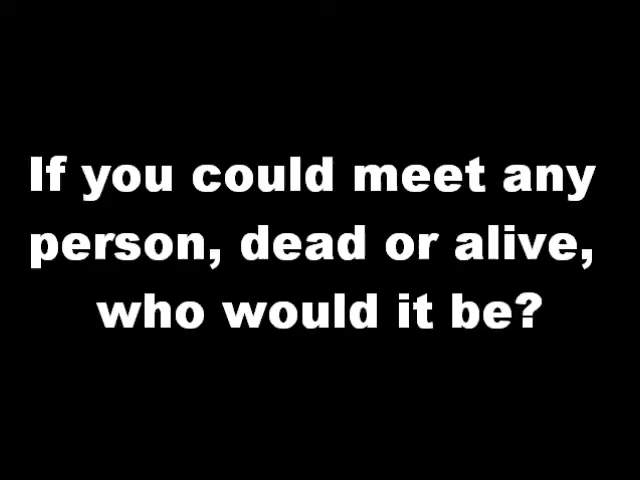 If you could meet any
person, dead or alive,
who would it be?